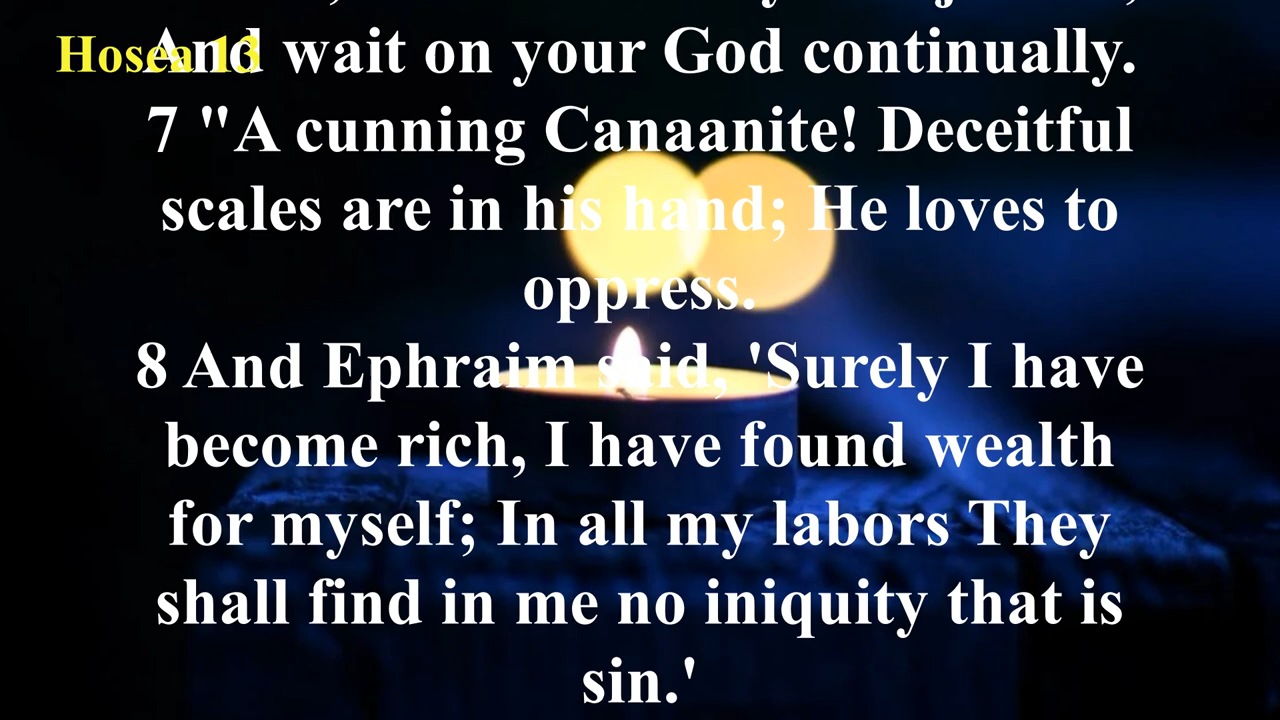 Hosea 13
And wait on your God continually.
7 "A cunning Canaanite! Deceitful
scales are in his hand; He loves to
oppress.
8 And Ephraim said, 'Surely I have
become rich, I have found wealth
for myself; In all my labors They
shall find in me no iniquity that is
sin.'